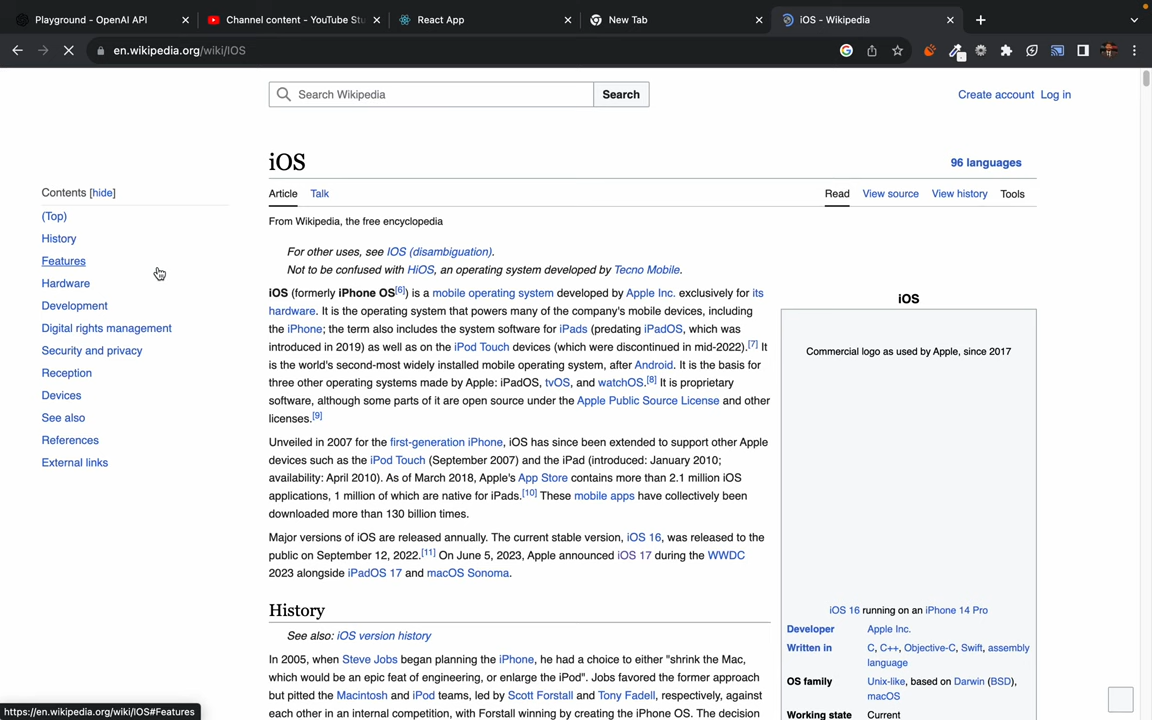 Playground - OpenAI API
Channel content - YouTube Stu
React App
New Tab
iOS - Wikipedia
en.wikipedia.org/wiki/IOS
Search Wikipedia
Search
Create account Log in
iOS
96 languages
Article Talk
Read View source View history Tools
From Wikipedia, the free encyclopedia
Contents [hide]
(Top)
History
Features
Hardware
Development
Digital rights management
Security and privacy
Reception
Devices
See also
References
External links
For other uses, see IOS (disambiguation).
Not to be confused with HiOS, an operating system developed by Tecno Mobile.
iOS (formerly iPhone OS[6]) is a mobile operating system developed by Apple Inc. exclusively for its
hardware. It is the operating system that powers many of the company's mobile devices, including
the iPhone; the term also includes the system software for iPads (predating iPadOS, which was
introduced in 2019) as well as on the iPod Touch devices (which were discontinued in mid-2022).[7] It
is the world's second-most widely installed mobile operating system, after Android. It is the basis for
three other operating systems made by Apple: iPadOS, tvOS, and watchOS.[8] It is proprietary
software, although some parts of it are open source under the Apple Public Source License and other
licenses.[9]
Unveiled in 2007 for the first-generation iPhone, iOS has since been extended to support other Apple
devices such as the iPod Touch (September 2007) and the iPad (introduced: January 2010;
availability: April 2010). As of March 2018, Apple's App Store contains more than 2.1 million iOS
applications, 1 million of which are native for iPads.[10] These mobile apps have collectively been
downloaded more than 130 billion times.
Major versions of iOS are released annually. The current stable version, iOS 16, was released to the
public on September 12, 2022.[11] On June 5, 2023, Apple announced iOS 17 during the WWDC
2023 alongside iPadOS 17 and macOS Sonoma.
History
See also: iOS version history
In 2005, when Steve Jobs began planning the iPhone, he had a choice to either "shrink the Mac,
which would be an epic feat of engineering, or enlarge the iPod". Jobs favored the former approach
but pitted the Macintosh and iPod teams, led by Scott Forstall and Tony Fadell, respectively, against
each other in an internal competition, with Forstall winning by creating the iPhone OS. The decision
iOS
Commercial logo as used by Apple, since 2017
iOS 16 running on an iPhone 14 Pro
Developer Apple Inc.
Written in C, C++, Objective-C, Swift, assembly
language
OS family Unix-like, based on Darwin (BSD),
macOS
Working state Current
https://en.wikipedia.org/wiki/IOS#Features